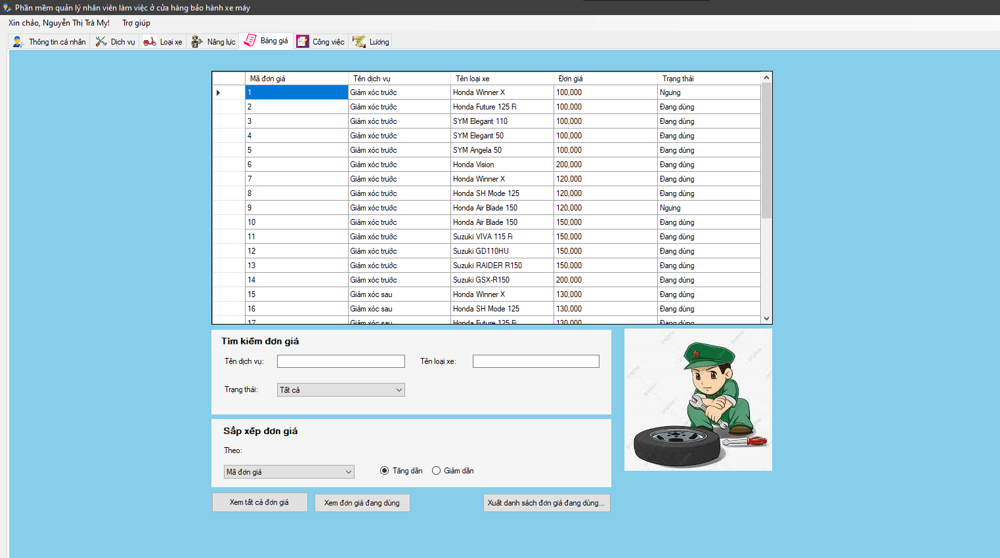 Phần mềm quản lý nhân viên làm việc ở cửa hàng bảo hành xe máy
Xin chào, Nguyễn Thị Trà My! Trợ giúp
Thông tin cá nhân Dịch vụ Loại xe Năng lực Bảng giá Công việc Lương
Mã đơn giá Tên dịch vụ Tên loại xe Đơn giá Trạng thái
1 Giảm xóc trước Honda Winner X 100,000 Ngưng
2 Giảm xóc trước Honda Future 125 Fi 100,000 Đang dùng
3 Giảm xóc trước SYM Elegant 110 100,000 Đang dùng
4 Giảm xóc trước SYM Elegant 50 100,000 Đang dùng
5 Giảm xóc trước SYM Angela 50 100,000 Đang dùng
6 Giảm xóc trước Honda Vision 200,000 Đang dùng
7 Giảm xóc trước Honda Winner X 120,000 Đang dùng
8 Giảm xóc trước Honda SH Mode 125 120,000 Đang dùng
9 Giảm xóc trước Honda Air Blade 150 120,000 Ngưng
10 Giảm xóc trước Honda Air Blade 150 150,000 Đang dùng
11 Giảm xóc trước Suzuki VIVA 115 Fi 150,000 Đang dùng
12 Giảm xóc trước Suzuki GD110HU 150,000 Đang dùng
13 Giảm xóc trước Suzuki RAIDER R150 150,000 Đang dùng
14 Giảm xóc trước Suzuki GSX-R150 200,000 Đang dùng
15 Giảm xóc sau Honda Winner X 130,000 Đang dùng
16 Giảm xóc sau Honda SH Mode 125 130,000 Đang dùng
17 Giảm xóc sau Honda Future 125 Fi 130,000 Đang dùng
Tìm kiếm đơn giá
Tên dịch vụ: Tên loại xe:
Trạng thái: Tất cả
Sắp xếp đơn giá
Theo:
Mã đơn giá Tăng dần Giảm dần
Xem tất cả đơn giá Xem đơn giá đang dùng Xuất danh sách đơn giá đang dùng...